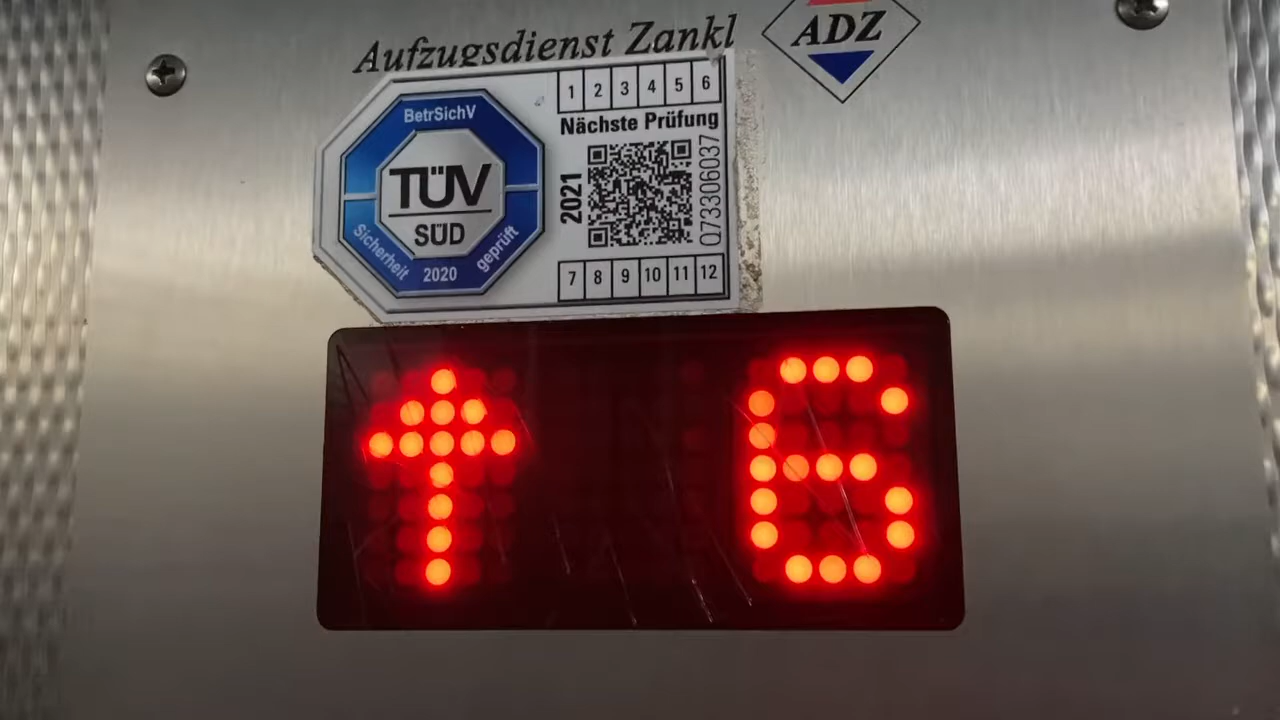 Aufzugsdienst Zankl
ADZ
BetrSichV
TÜV
SÜD
Sicherheit 2020 geprüft
1 2 3 4 5 6
Nächste Prüfung
2021
073306037
7 8 9 10 11 12
↑ 6